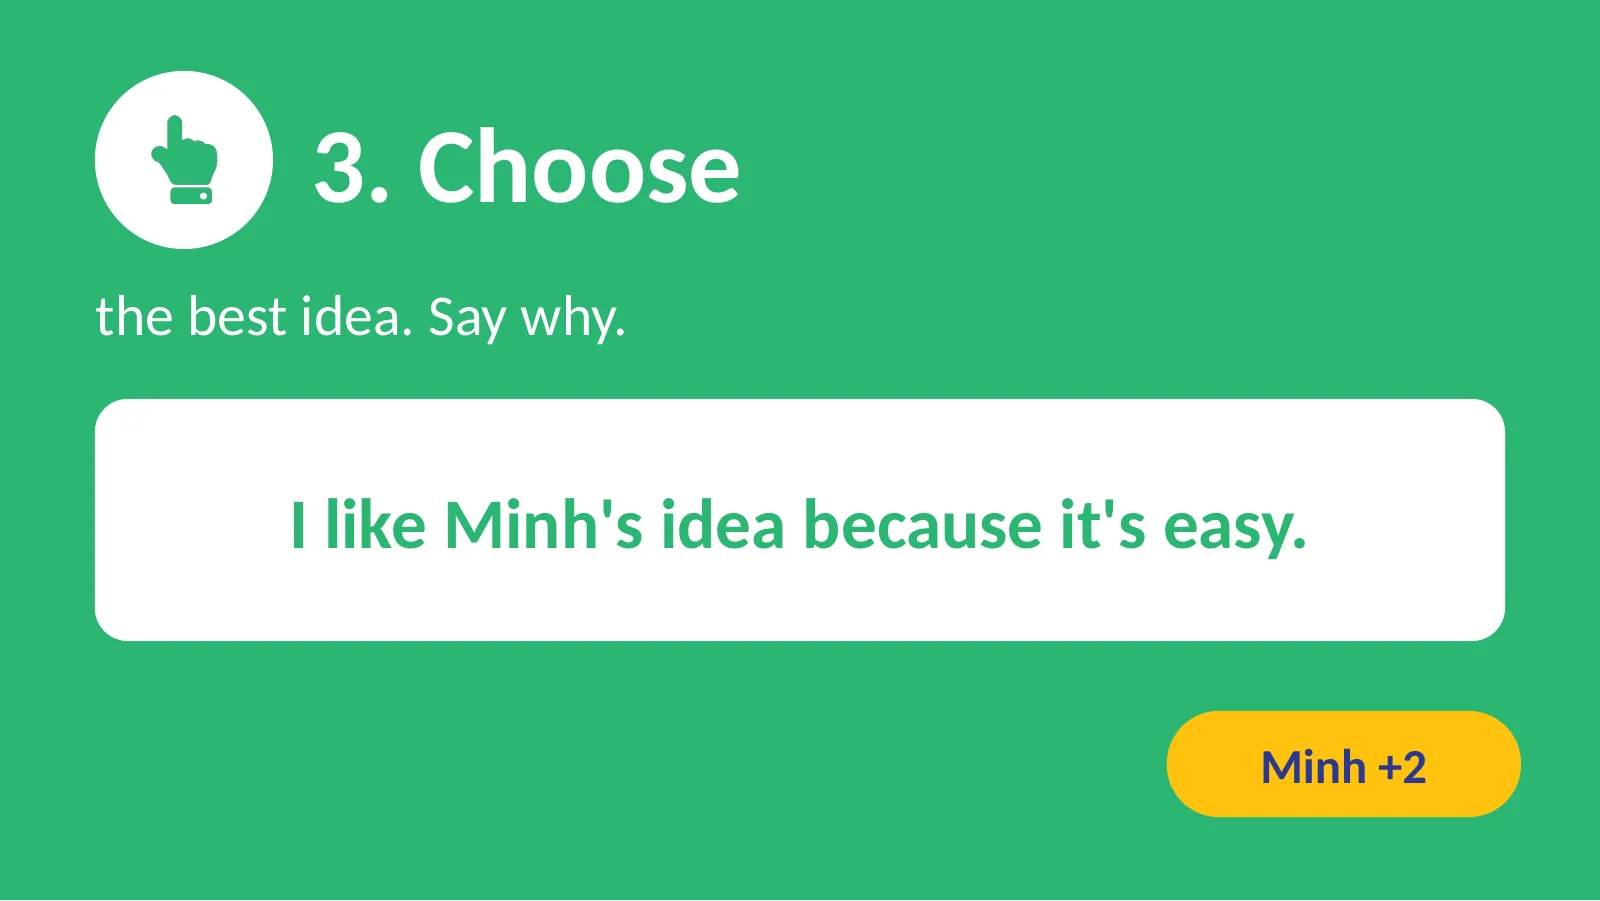 3. Choose
the best idea. Say why.
I like Minh's idea because it's easy.
Minh +2